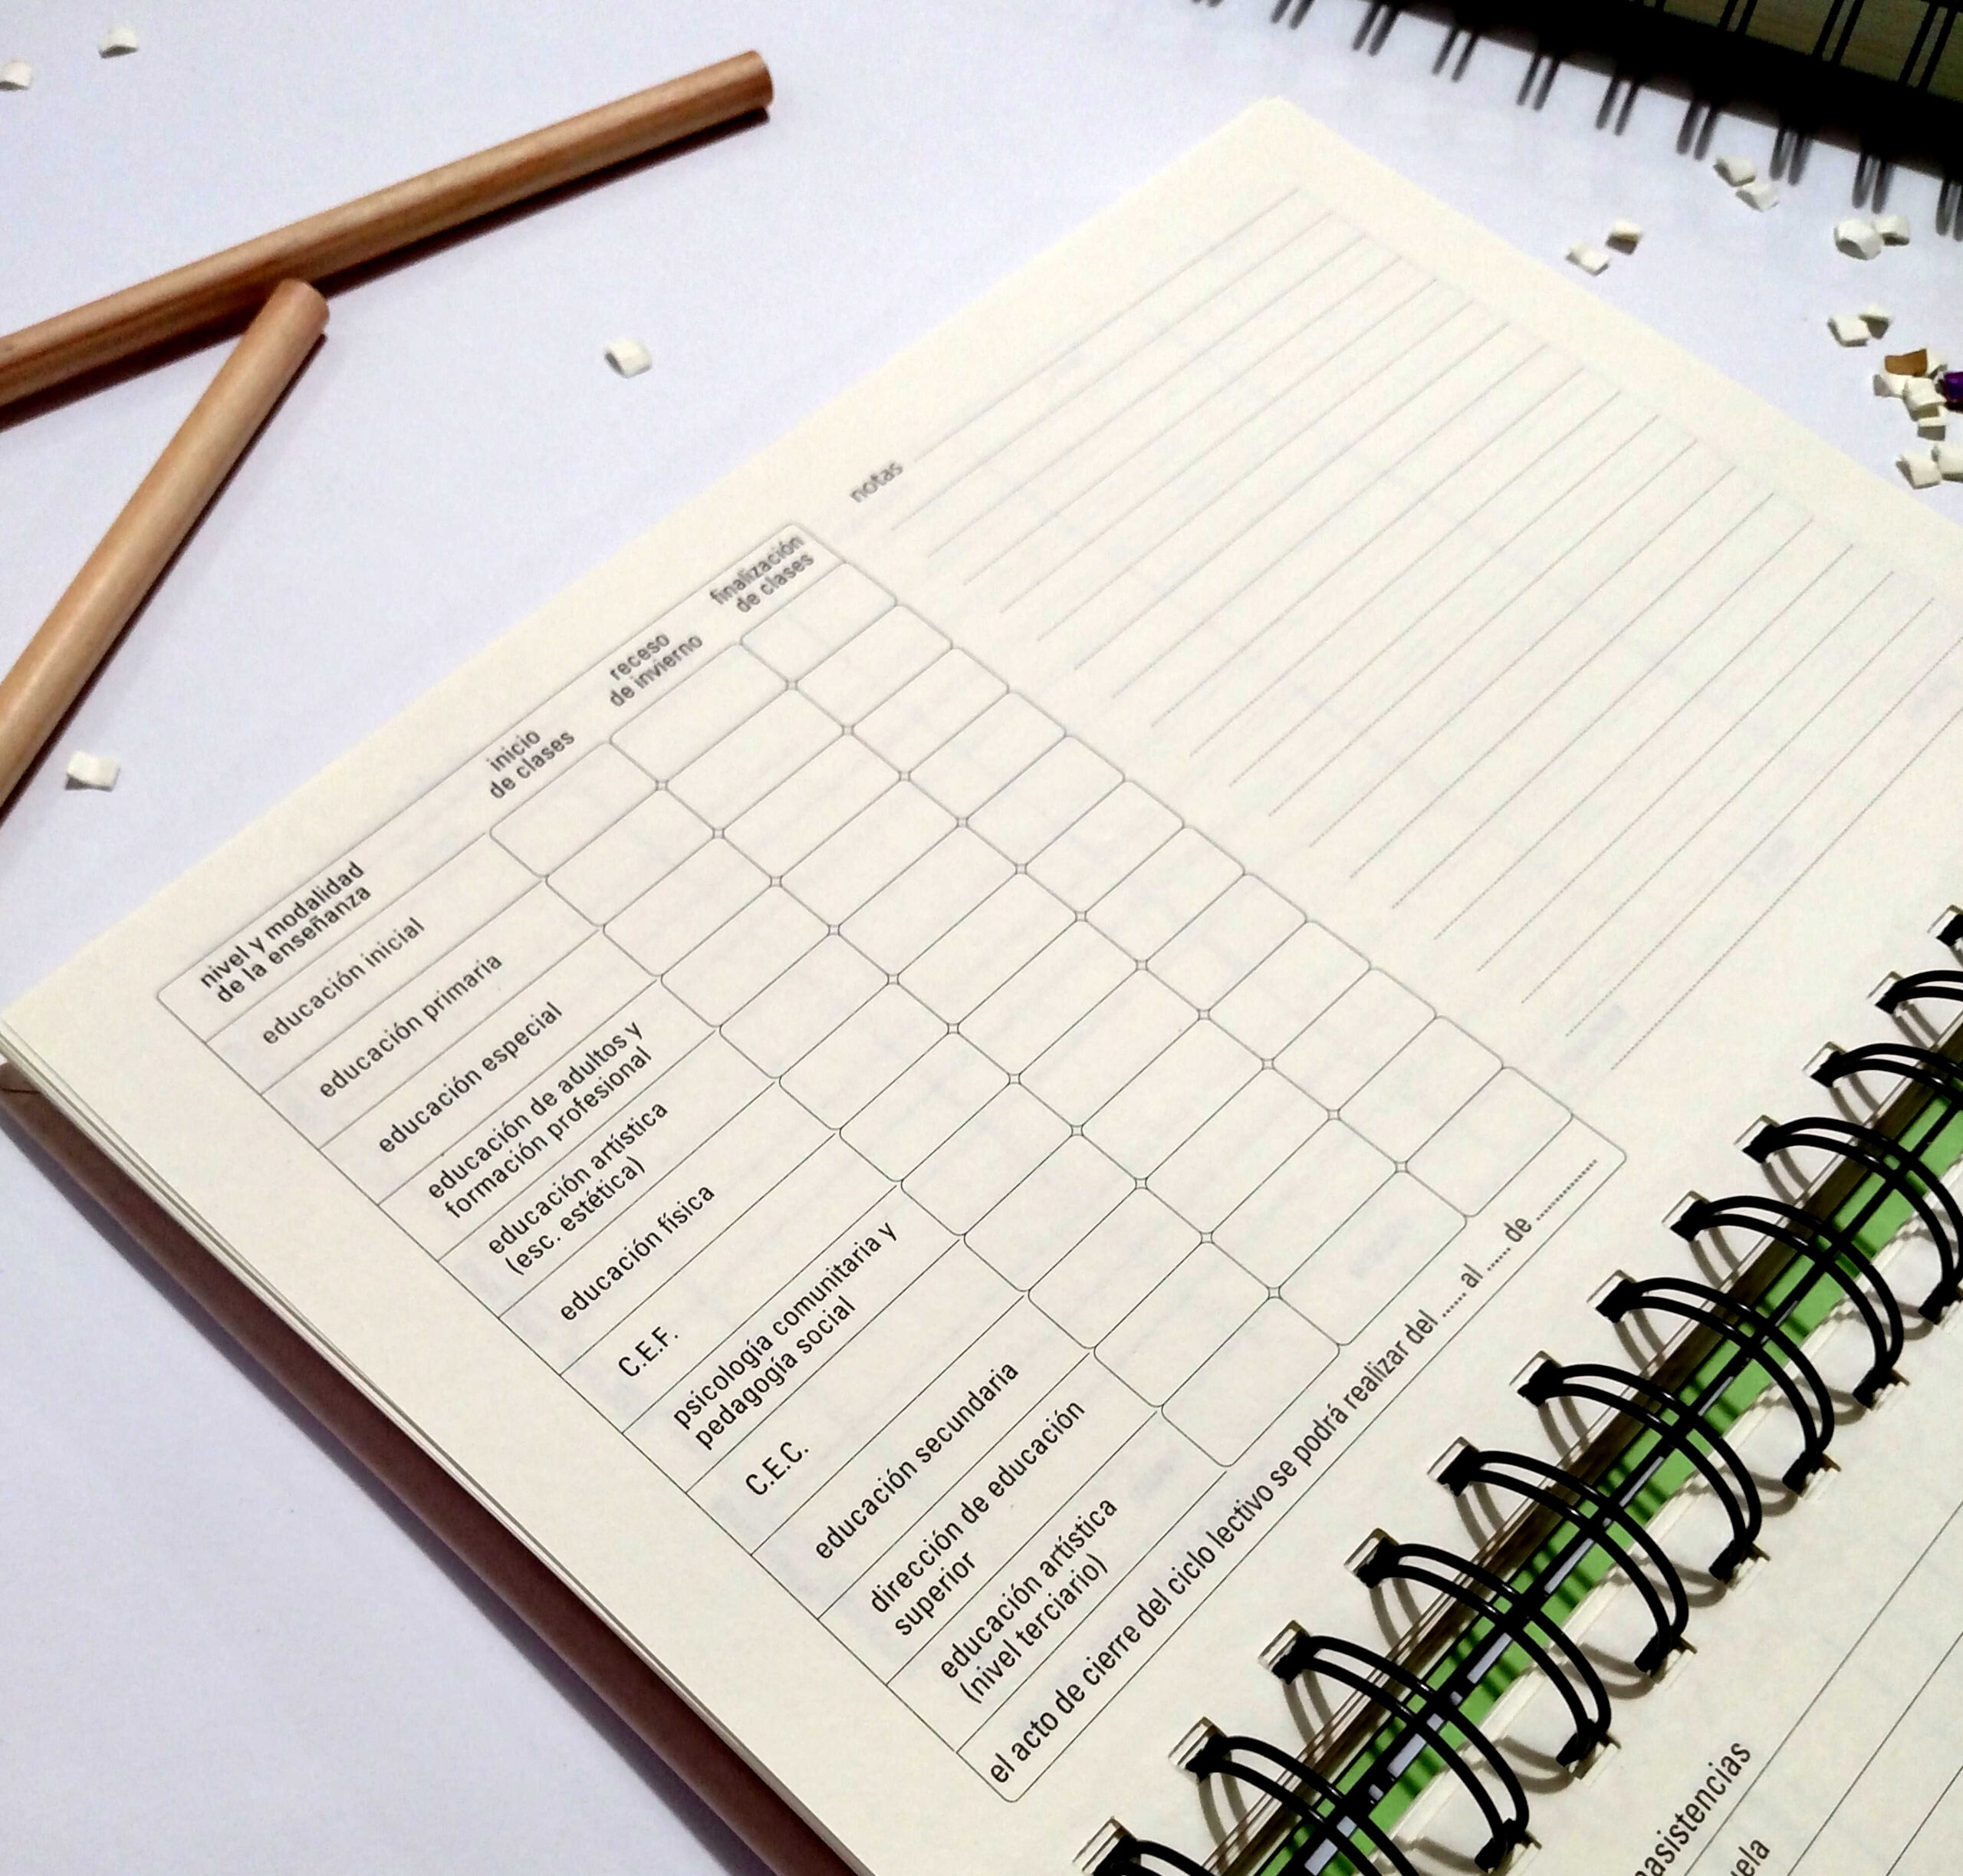 nivel y modalidad
de la enseñanza
inicio
de clases
receso
de invierno
finalización
de clases
educación inicial
educación primaria
educación especial
educación de adultos y
formación profesional
educación artística
(esc. estética)
educación física
C.E.F.
psicología comunitaria y
pedagogía social
C.E.C.
educación secundaria
dirección de educación
superior
educación artística
(nivel terciario)
el acto de cierre del ciclo lectivo se podrá realizar del ...... al ...... de ..............
notas